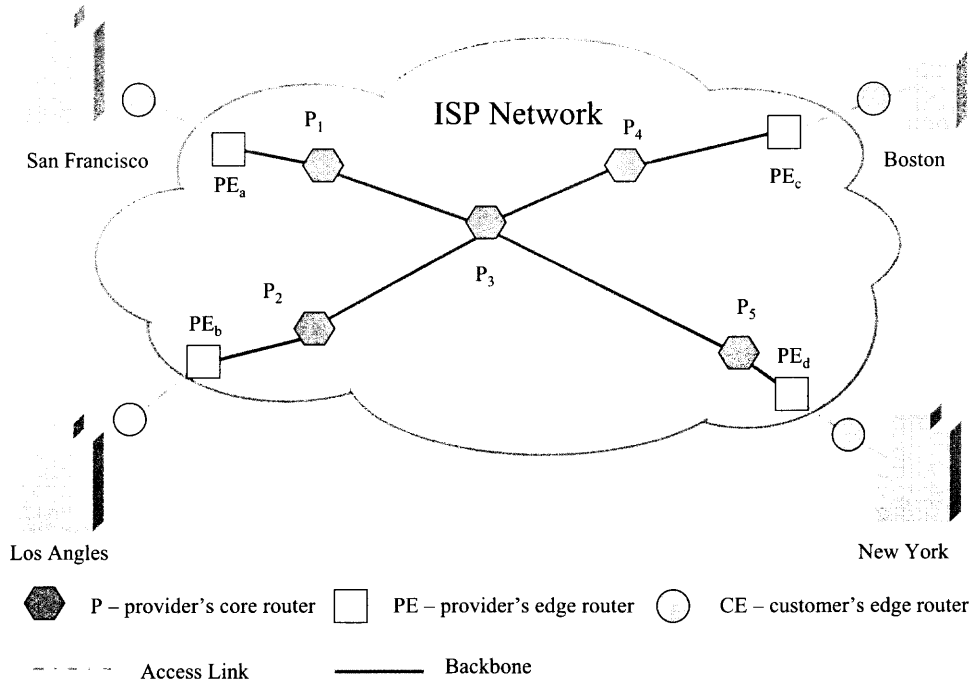 ISP Network
P1
P4
San Francisco
PEa
PEc
Boston
P3
P2
P5
PEb
PEd
Los Angles
New York
P – provider's core router
PE – provider's edge router
CE – customer's edge router
Access Link
Backbone